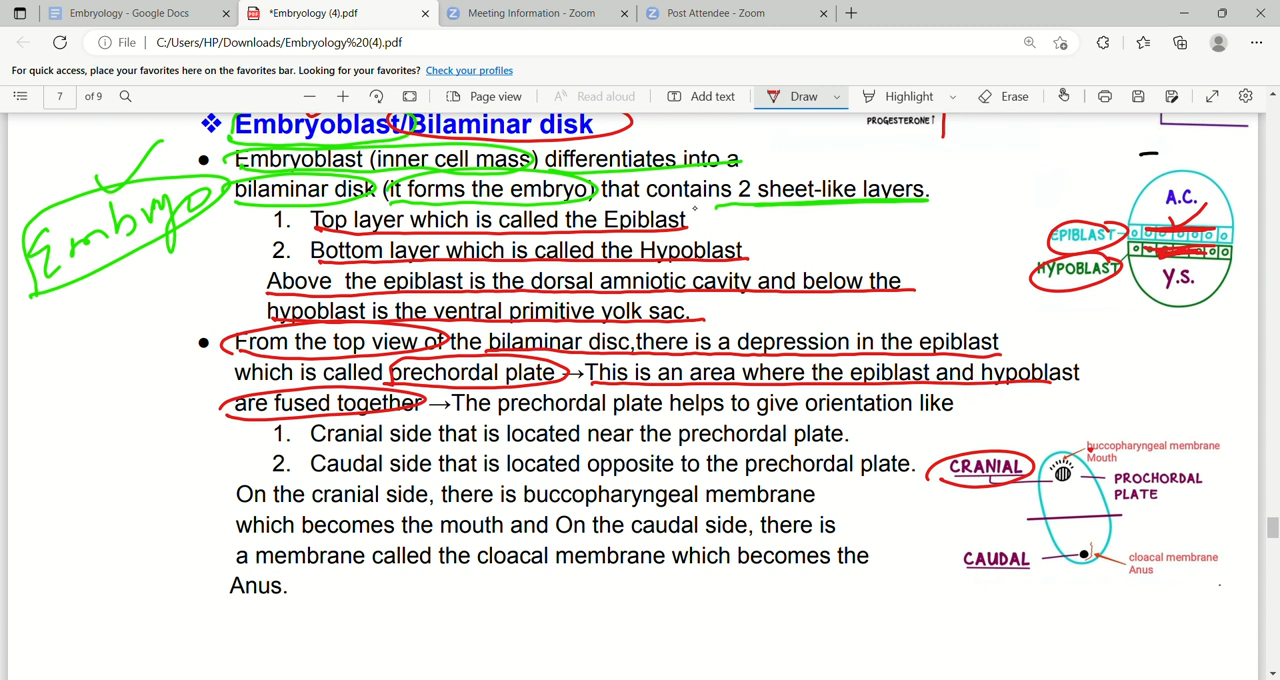 Embryology - Google Docs
*Embryology (4).pdf
Meeting Information - Zoom
Post Attendee - Zoom
File
C:/Users/HP/Downloads/Embryology%20(4).pdf
For quick access, place your favorites here on the favorites bar. Looking for your favorites? Check your profiles
7 of 9
Page view
Read aloud
Add text
Draw
Highlight
Erase
❖ Embryoblast/Bilaminar disk
PROGESTERONE↑
● Embryoblast (inner cell mass) differentiates into a
bilaminar disk (it forms the embryo) that contains 2 sheet-like layers.
1. Top layer which is called the Epiblast
2. Bottom layer which is called the Hypoblast
Above the epiblast is the dorsal amniotic cavity and below the
hypoblast is the ventral primitive yolk sac.
Embryo
A.C.
EPIBLAST
HYPOBLAST
Y.S.
● From the top view of the bilaminar disc,there is a depression in the epiblast
which is called prechordal plate →This is an area where the epiblast and hypoblast
are fused together →The prechordal plate helps to give orientation like
1. Cranial side that is located near the prechordal plate.
2. Caudal side that is located opposite to the prechordal plate.
On the cranial side, there is buccopharyngeal membrane
which becomes the mouth and On the caudal side, there is
a membrane called the cloacal membrane which becomes the
Anus.
buccopharyngeal membrane
Mouth
CRANIAL
PROCHORDAL
PLATE
CAUDAL
cloacal membrane
Anus